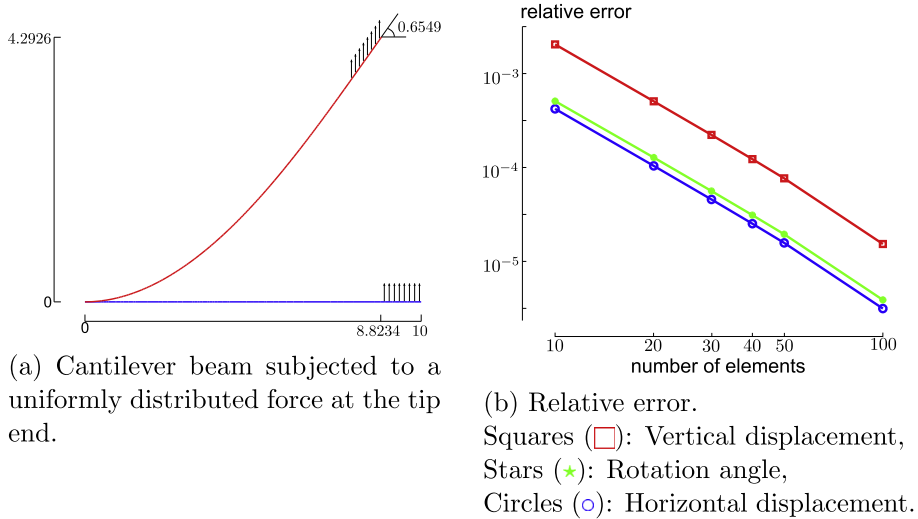 4.2926
0.6549
0
0
8.8234
10
(a) Cantilever beam subjected to a
uniformly distributed force at the tip
end.
relative error
10⁻³
10⁻⁴
10⁻⁵
10
20
30
40
50
100
number of elements
(b) Relative error.
Squares (□): Vertical displacement,
Stars (★): Rotation angle,
Circles (○): Horizontal displacement.